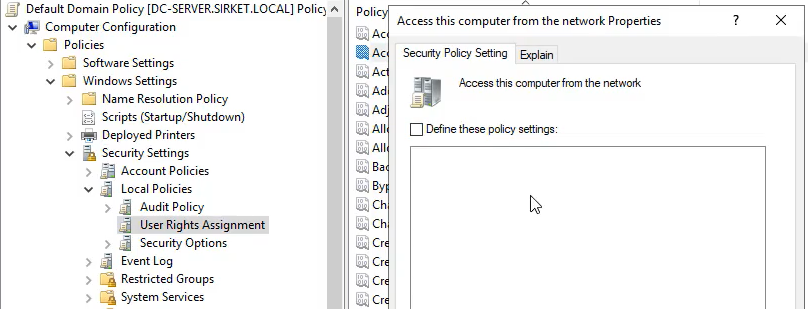 Default Domain Policy [DC-SERVER.SIRKET.LOCAL] Policy
Computer Configuration
Policies
Software Settings
Windows Settings
Name Resolution Policy
Scripts (Startup/Shutdown)
Deployed Printers
Security Settings
Account Policies
Local Policies
Audit Policy
User Rights Assignment
Security Options
Event Log
Restricted Groups
System Services
Policy
Acc
Acc
Act
Add
Adj
Allo
Allo
Bac
Byp
Cha
Cha
Cre
Cre
Cre
Cre
Access this computer from the network Properties
?
Security Policy Setting
Explain
Access this computer from the network
Define these policy settings: